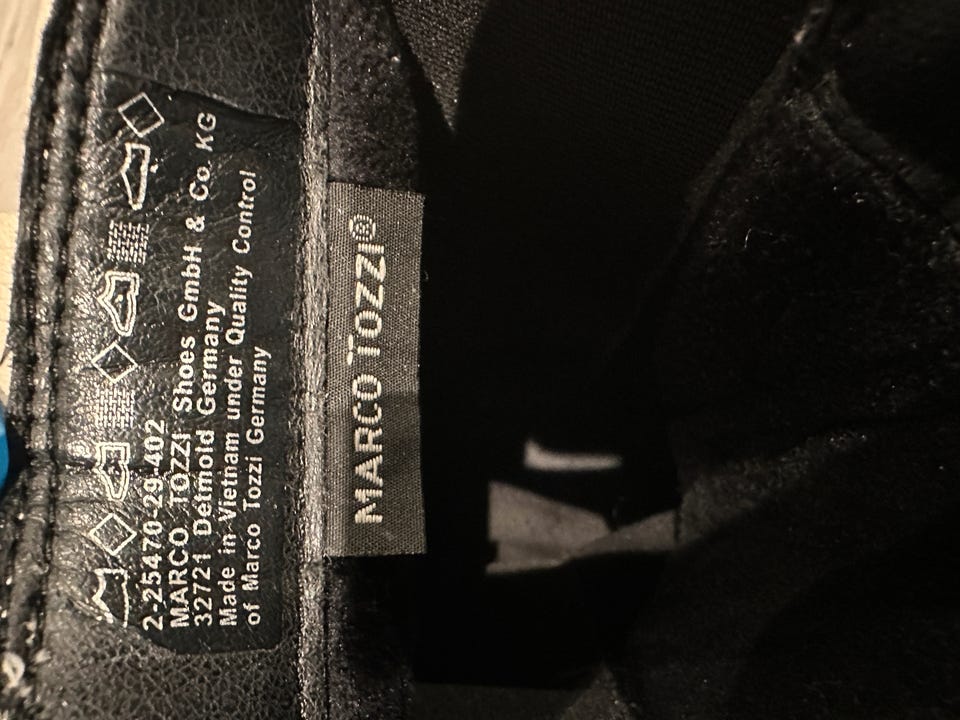 2-25470-29-402
MARCO TOZZI Shoes GmbH & Co. KG
32721 Detmold Germany
Made in Vietnam under Quality Control
of Marco Tozzi Germany
MARCO TOZZI®